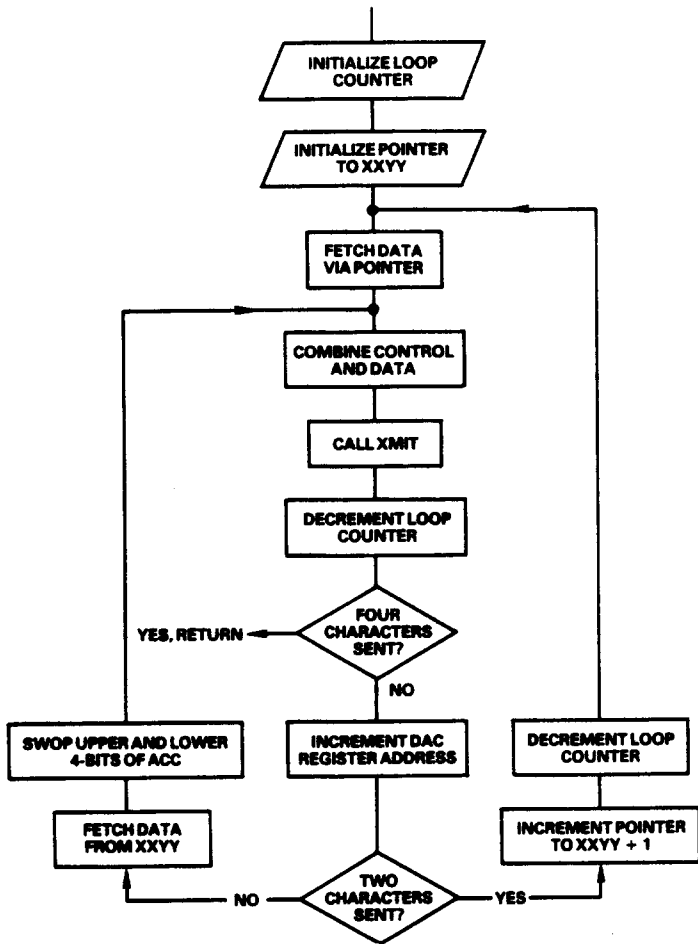 INITIALIZE LOOP
COUNTER
INITIALIZE POINTER
TO XXYY
FETCH DATA
VIA POINTER
COMBINE CONTROL
AND DATA
CALL XMIT
DECREMENT LOOP
COUNTER
FOUR
CHARACTERS
SENT?
YES, RETURN
NO
SWOP UPPER AND LOWER
4-BITS OF ACC
INCREMENT DAC
REGISTER ADDRESS
DECREMENT LOOP
COUNTER
FETCH DATA
FROM XXYY
INCREMENT POINTER
TO XXYY + 1
NO
TWO
CHARACTERS
SENT?
YES